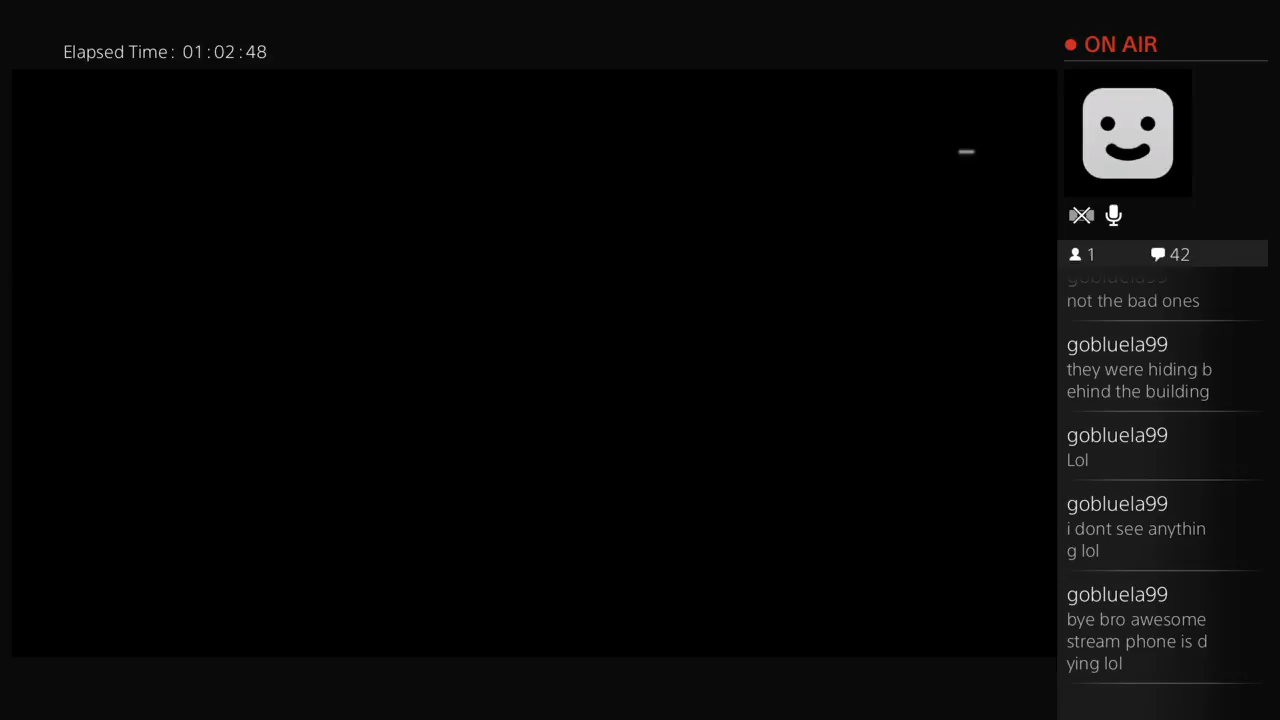 Elapsed Time: 01:02:48
ON AIR
1 42
gobluela99
not the bad ones
gobluela99
they were hiding b
ehind the building
gobluela99
Lol
gobluela99
i dont see anythin
g lol
gobluela99
bye bro awesome
stream phone is d
ying lol